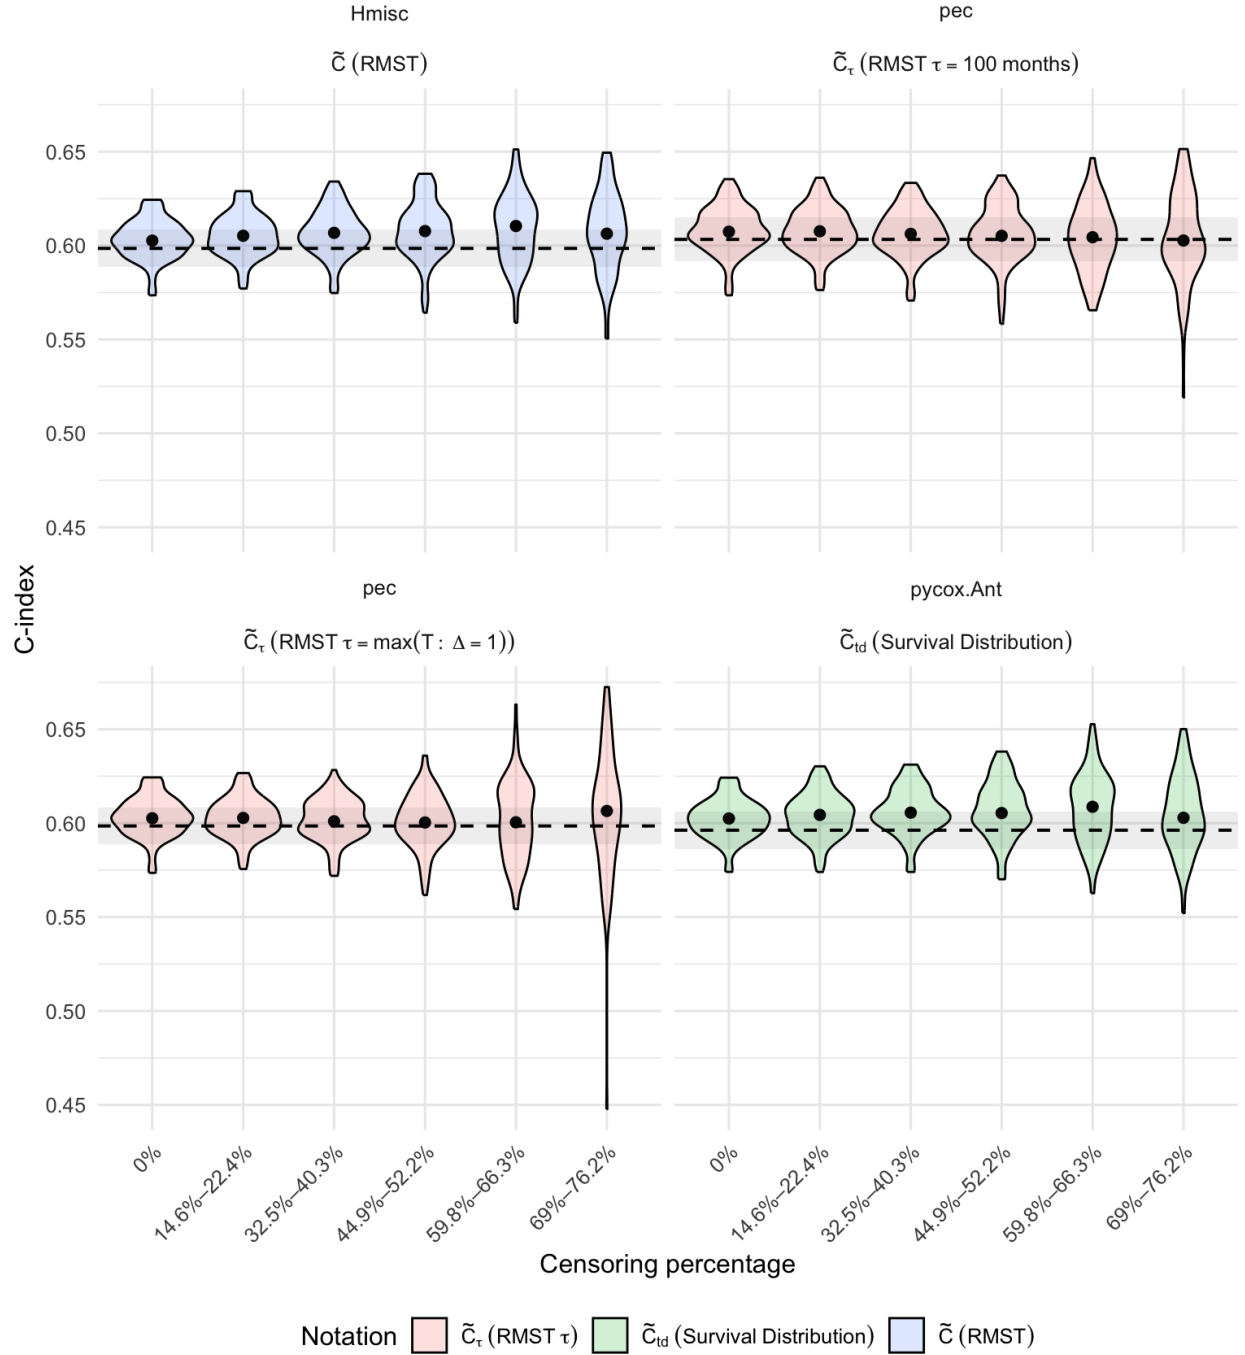 Hmisc
C̃ (RMST)
pec
C̃τ (RMST τ = 100 months)
0.65
0.60
0.55
0.50
0.45
C-index
pec
C̃τ (RMST τ = max(T: Δ = 1))
pycox.Ant
C̃td (Survival Distribution)
0.65
0.60
0.55
0.50
0.45
0%
14.6%–22.4%
32.5%–40.3%
44.9%–52.2%
59.8%–66.3%
69%–76.2%
0%
14.6%–22.4%
32.5%–40.3%
44.9%–52.2%
59.8%–66.3%
69%–76.2%
Censoring percentage
Notation C̃τ (RMST τ) C̃td (Survival Distribution) C̃ (RMST)